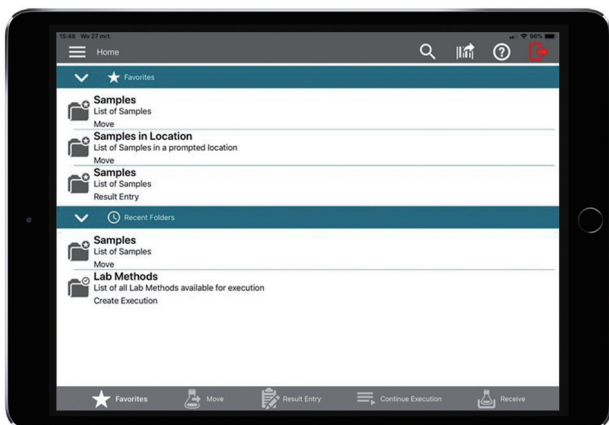 15:48 Wo 27 mrt. 96%
Home
Favorites
Samples
List of Samples
Move
Samples in Location
List of Samples in a prompted location
Move
Samples
List of Samples
Result Entry
Recent Folders
Samples
List of Samples
Move
Lab Methods
List of all Lab Methods available for execution
Create Execution
Favorites Move Result Entry Continue Execution Receive